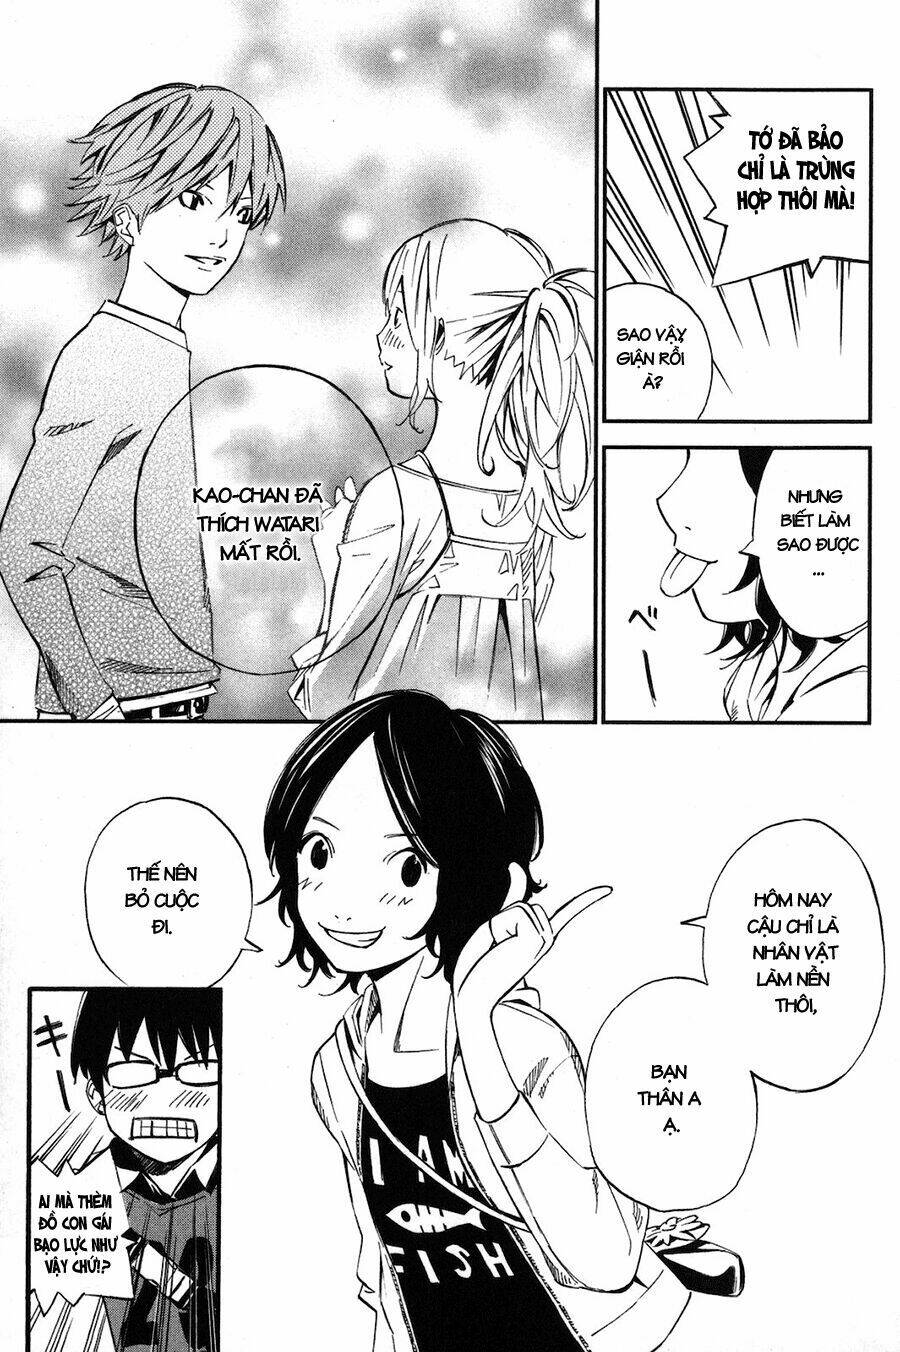 TỚ ĐÃ BẢO
CHỈ LÀ TRÙNG
HỢP THÔI MÀ!
SAO VẬY,
GIẬN RỒI
À?
NHƯNG
BIẾT LÀM
SAO ĐƯỢC
...
べー
KAO-CHAN ĐÃ
THÍCH WATARI
MẤT RỒI.
HÔM NAY
CẬU CHỈ LÀ
NHÂN VẬT
LÀM NỀN
THÔI,
BẠN
THÂN A
Ạ.
THẾ NÊN
BỎ CUỘC
ĐI.
I AM
FISH
キー
AI MÀ THÈM
ĐỒ CON GÁI
BẠO LỰC NHƯ
VẬY CHỨ!?